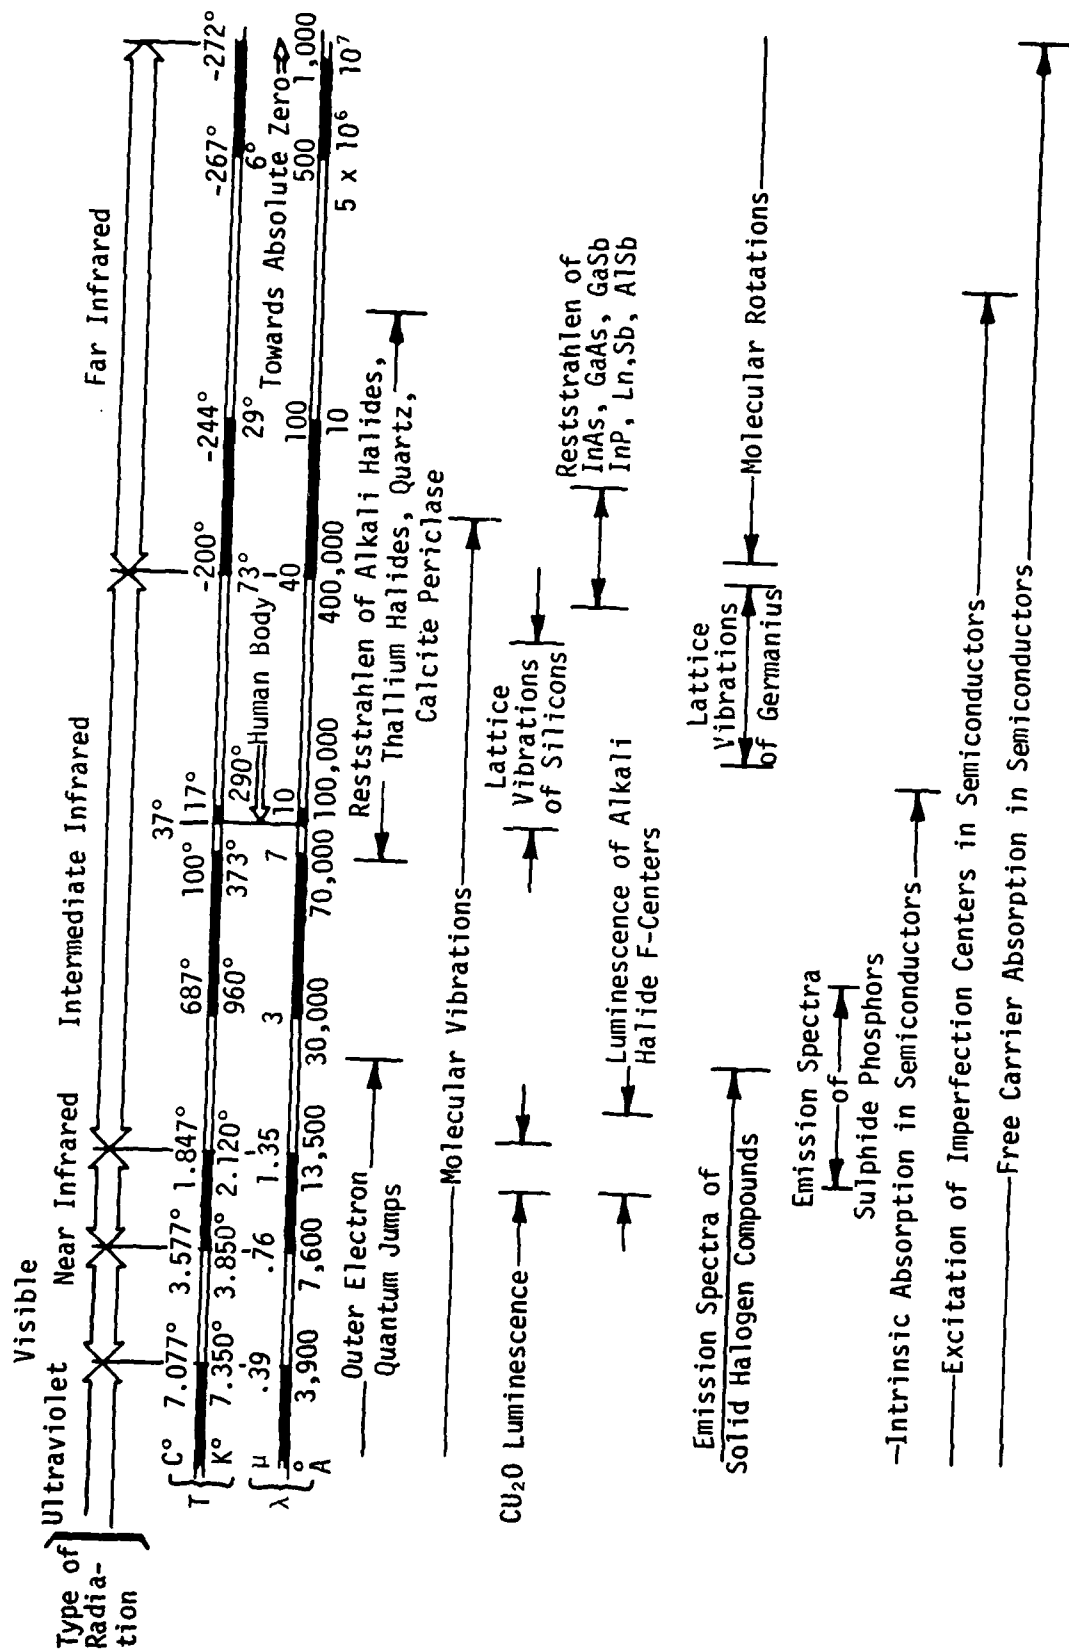 Visible
Ultraviolet Near Infrared Intermediate Infrared Far Infrared
Type of
Radia-
tion
37°
T C° 7.077° 3.577° 1.847° 687° 100° 17° -200° -244° -267° -272°
K° 7.350° 3.850° 2.120° 960° 373° 290° 73° 29° 6°
Human Body Towards Absolute Zero
λ μ .39 .76 1.35 3 7 10 40 100 500 1,000
Å 3,900 7,600 13,500 30,000 70,000 100,000 400,000 10 5 x 10⁶ 10⁷
Outer Electron
Quantum Jumps
Reststrahlen of Alkali Halides,
Thallium Halides, Quartz,
Calcite Periclase
Molecular Vibrations
CU₂O Luminescence
Lattice
Vibrations
of Silicons
Luminescence of Alkali
Halide F-Centers
Reststrahlen of
InAs, GaAs, GaSb
InP, Ln,Sb, AlSb
Emission Spectra of
Solid Halogen Compounds
Lattice
Vibrations
of Germanius
Molecular Rotations
Emission Spectra
of
Sulphide Phosphors
Intrinsic Absorption in Semiconductors
Excitation of Imperfection Centers in Semiconductors
Free Carrier Absorption in Semiconductors